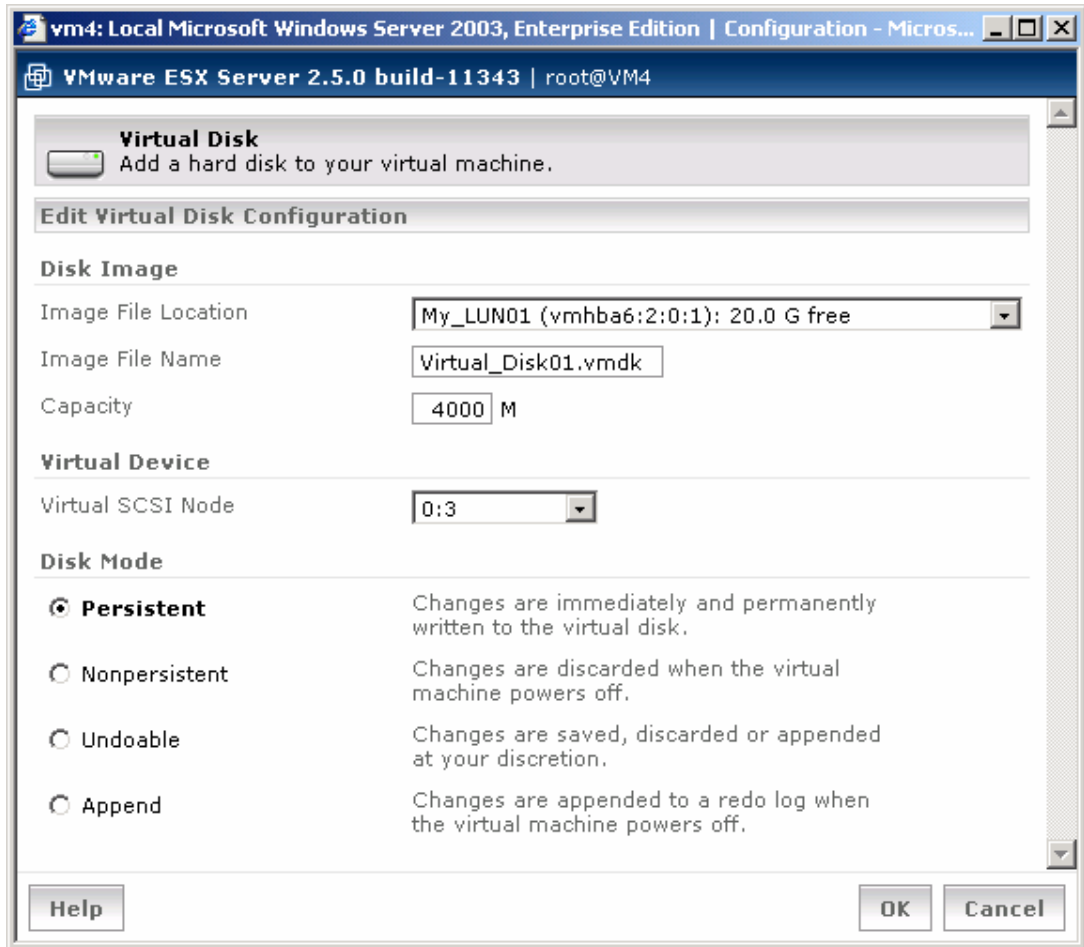 vm4: Local Microsoft Windows Server 2003, Enterprise Edition | Configuration - Micros...
VMware ESX Server 2.5.0 build-11343 | root@VM4
Virtual Disk
Add a hard disk to your virtual machine.
Edit Virtual Disk Configuration
Disk Image
Image File Location My_LUN01 (vmhba6:2:0:1): 20.0 G free
Image File Name Virtual_Disk01.vmdk
Capacity 4000 M
Virtual Device
Virtual SCSI Node 0:3
Disk Mode
Persistent Changes are immediately and permanently
written to the virtual disk.
Nonpersistent Changes are discarded when the virtual
machine powers off.
Undoable Changes are saved, discarded or appended
at your discretion.
Append Changes are appended to a redo log when
the virtual machine powers off.
Help OK Cancel